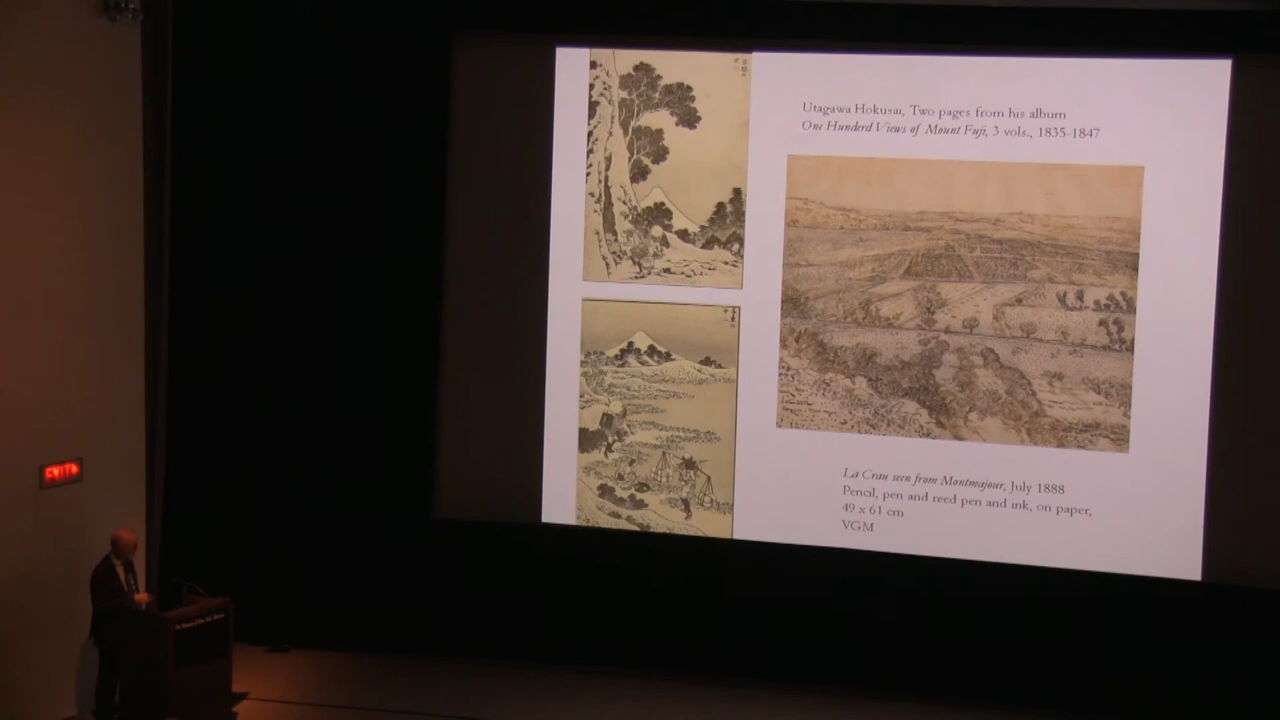 Utagawa Hokusai, Two pages from his album
One Hunderd Views of Mount Fuji, 3 vols., 1835-1847
La Crau seen from Montmajour, July 1888
Pencil, pen and reed pen and ink, on paper,
49 x 61 cm
VGM
EXIT